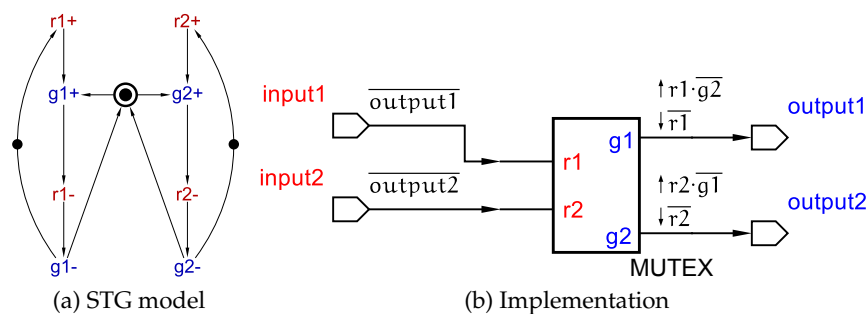 r1+
r2+
g1+
g2+
r1-
r2-
g1-
g2-
(a) STG model
input1
output1
input2
output2
r1
r2
g1
g2
MUTEX
↑ r1·g2
↓ r1
output1
↑ r2·g1
↓ r2
output2
(b) Implementation